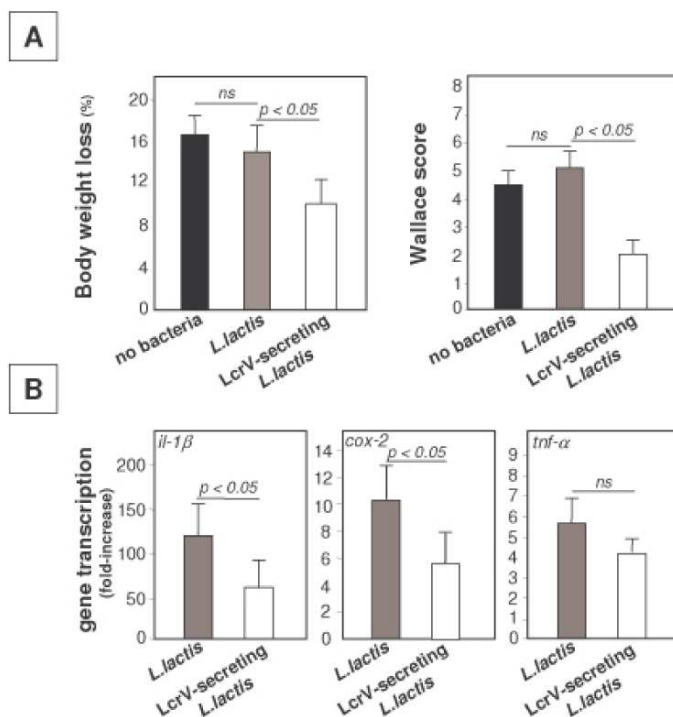 A
Body weight loss (%)
20
16
12
8
4
0
ns
p < 0.05
no bacteria
L.lactis
LcrV-secreting
L.lactis
Wallace score
8
7
6
5
4
3
2
1
0
ns
p < 0.05
no bacteria
L.lactis
LcrV-secreting
L.lactis
B
gene transcription
(fold-increase)
il-1β
200
150
100
50
0
p < 0.05
L.lactis
LcrV-secreting
L.lactis
cox-2
14
12
10
8
6
4
2
0
p < 0.05
L.lactis
LcrV-secreting
L.lactis
tnf-α
9
8
7
6
5
4
3
2
1
0
ns
L.lactis
LcrV-secreting
L.lactis